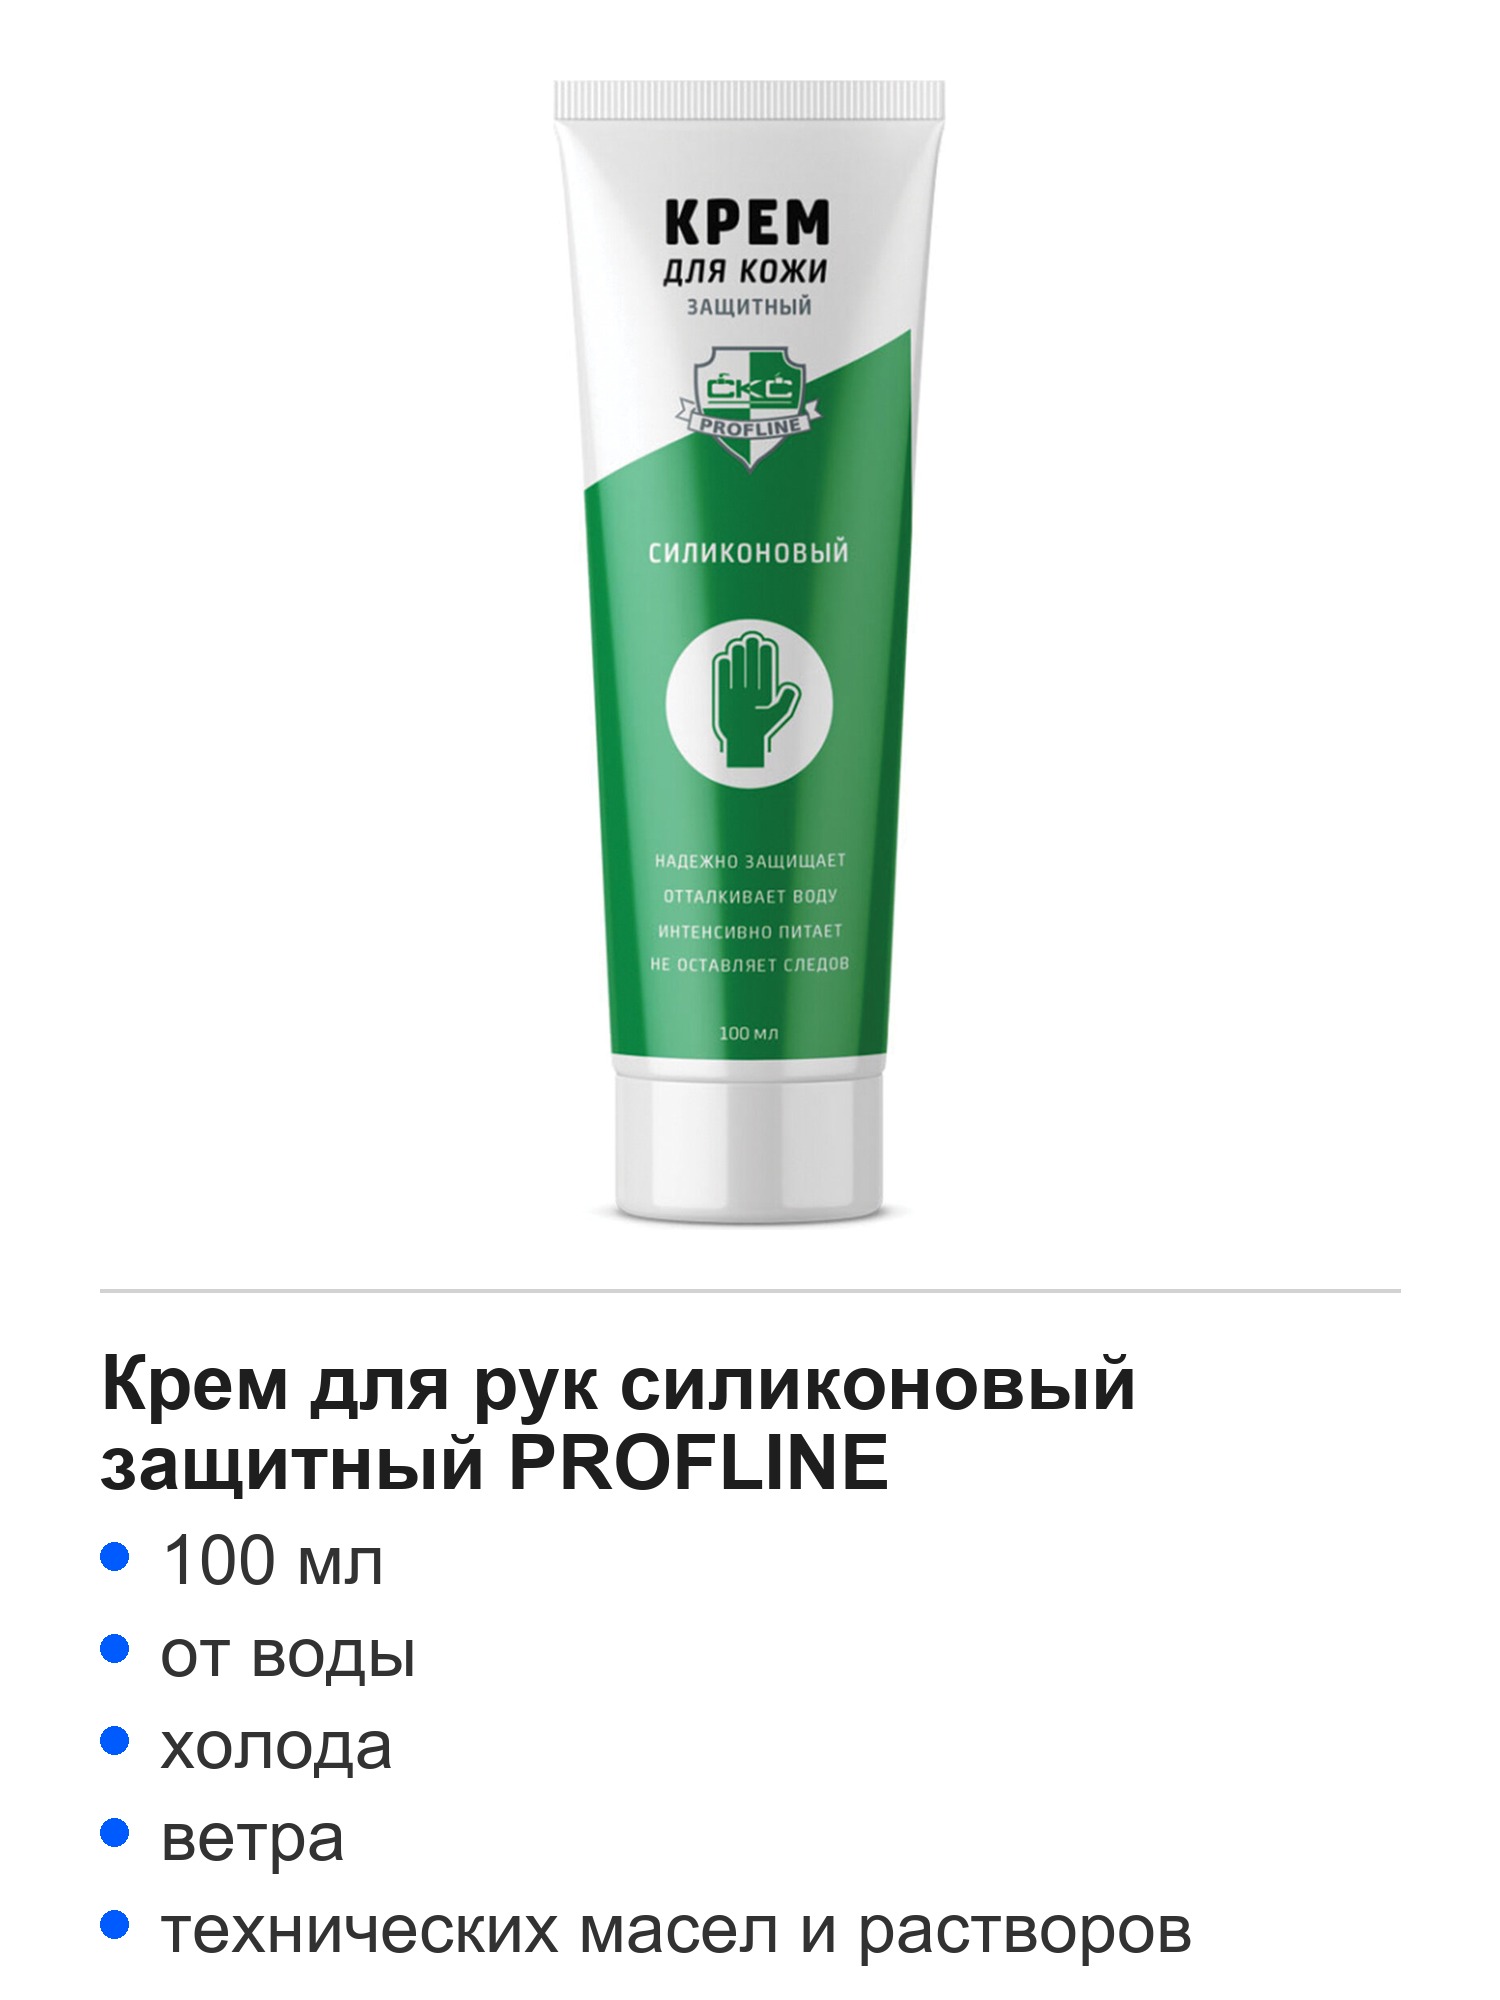 КРЕМ
ДЛЯ КОЖИ
ЗАЩИТНЫЙ
СКС
PROFLINE
СИЛИКОНОВЫЙ
НАДЕЖНО ЗАЩИЩАЕТ
ОТТАЛКИВАЕТ ВОДУ
ИНТЕНСИВНО ПИТАЕТ
НЕ ОСТАВЛЯЕТ СЛЕДОВ
100 мл
Крем для рук силиконовый
защитный PROFLINE
100 мл
от воды
холода
ветра
технических масел и растворов